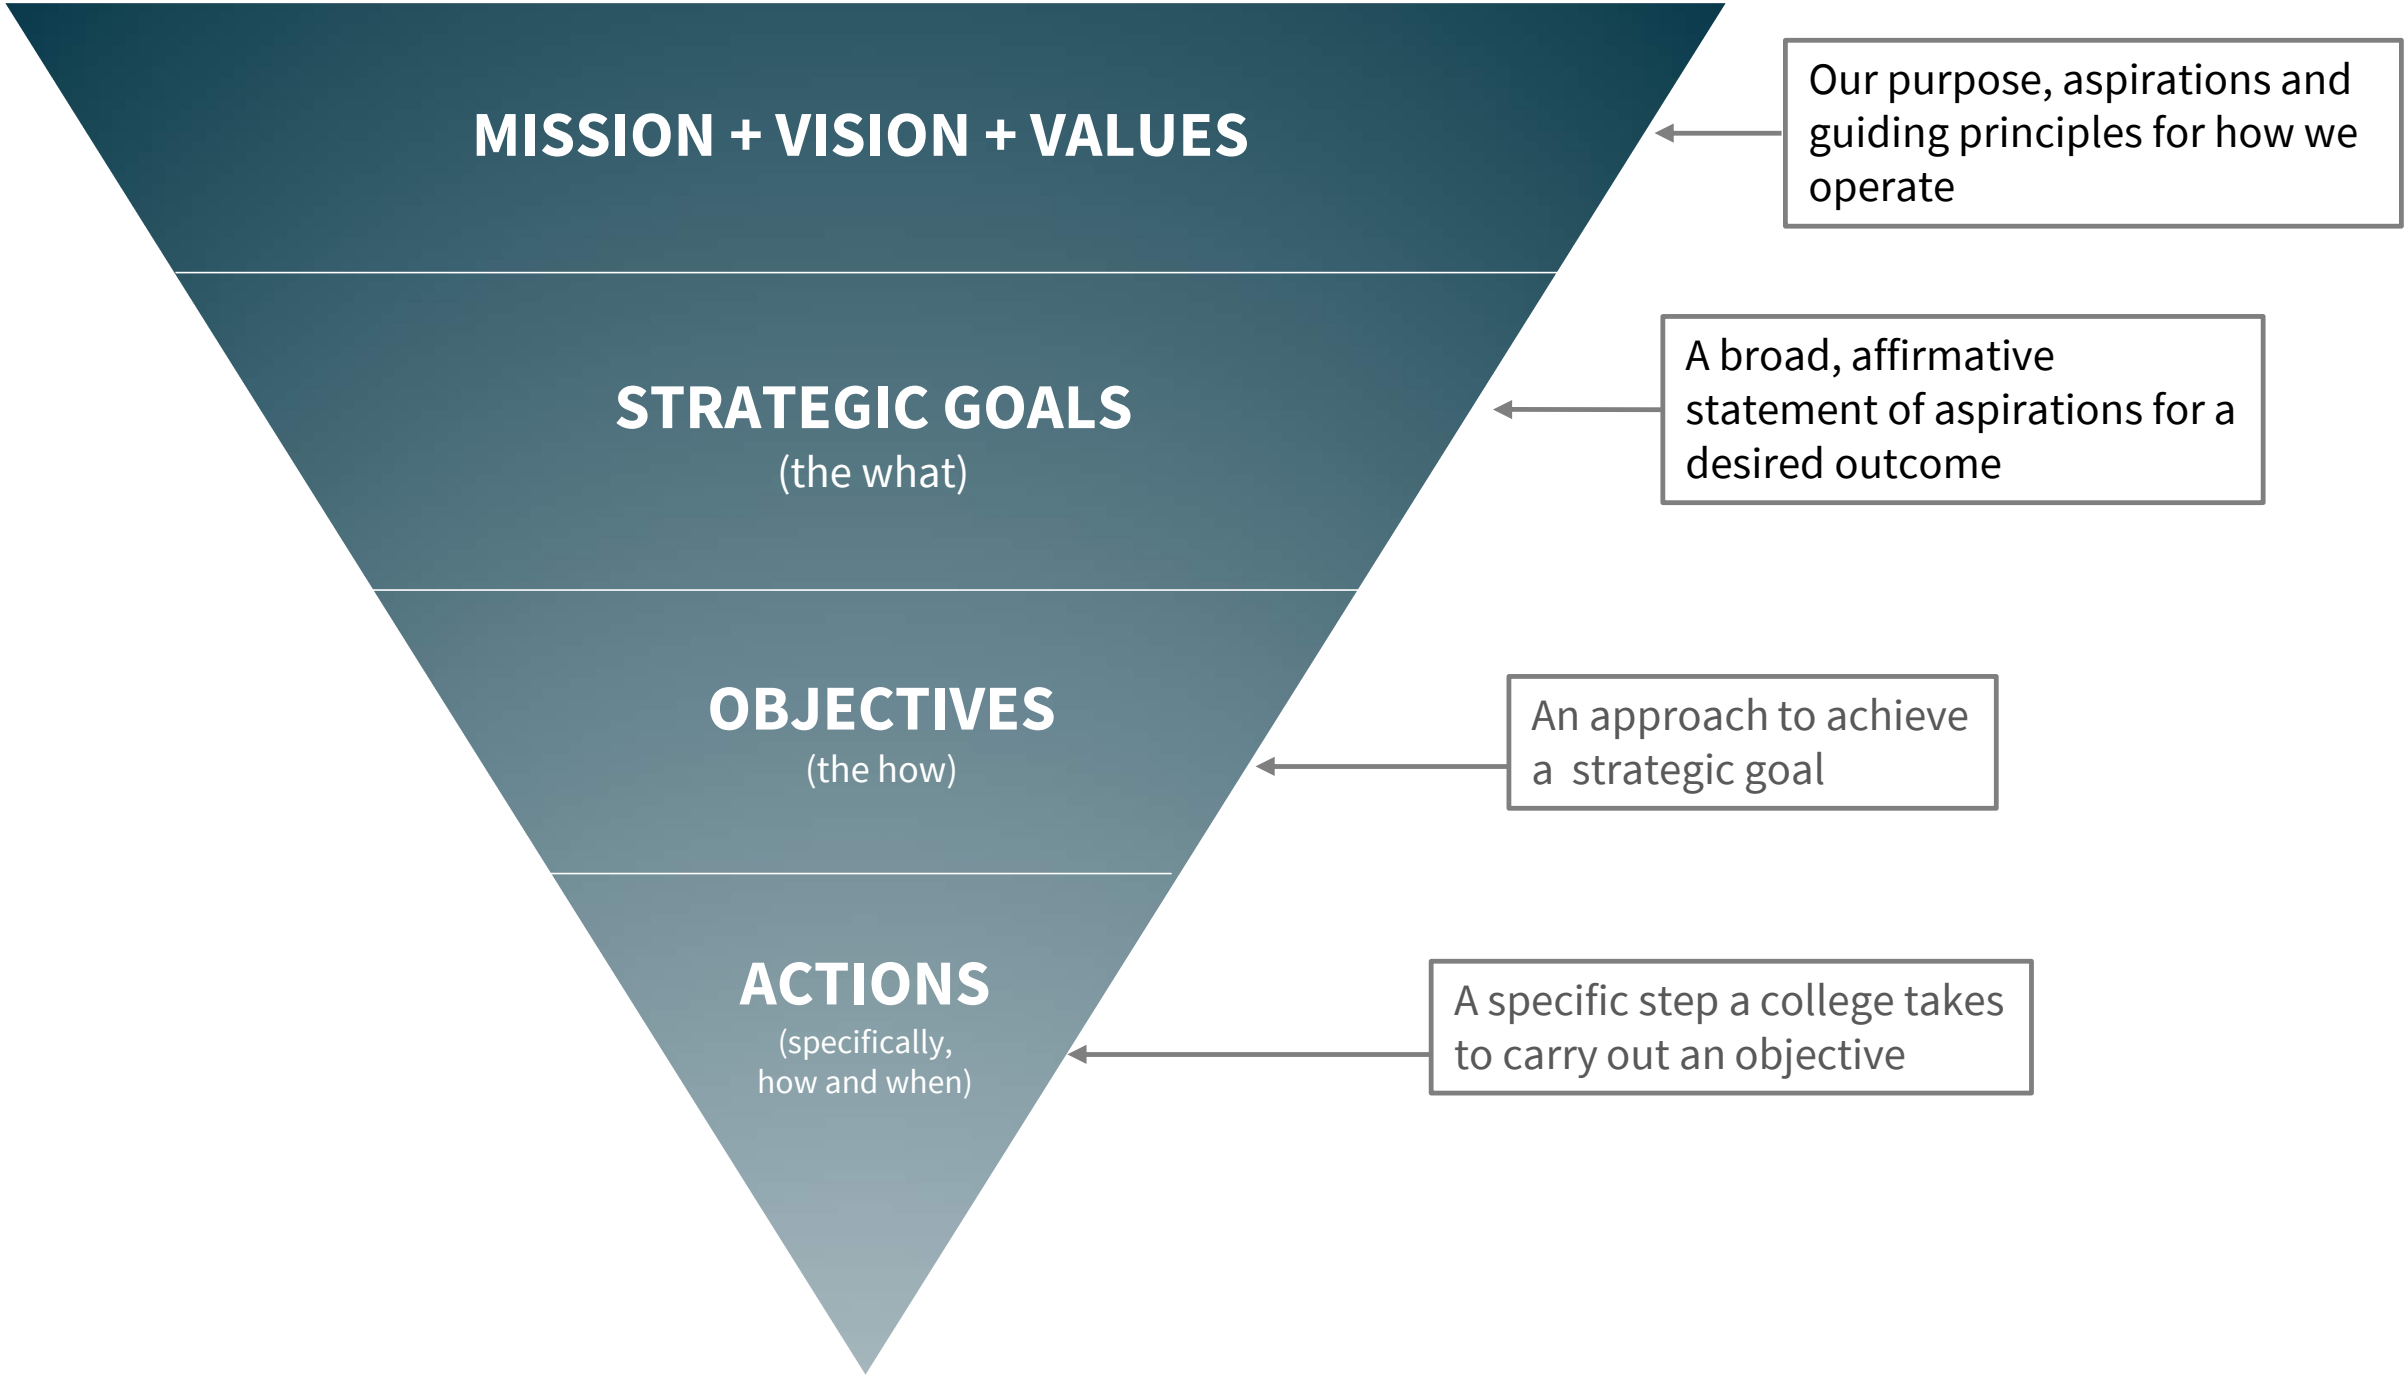 MISSION + VISION + VALUES
Our purpose, aspirations and
guiding principles for how we
operate
STRATEGIC GOALS
(the what)
A broad, affirmative
statement of aspirations for a
desired outcome
OBJECTIVES
(the how)
An approach to achieve
a  strategic goal
ACTIONS
(specifically,
how and when)
A specific step a college takes
to carry out an objective